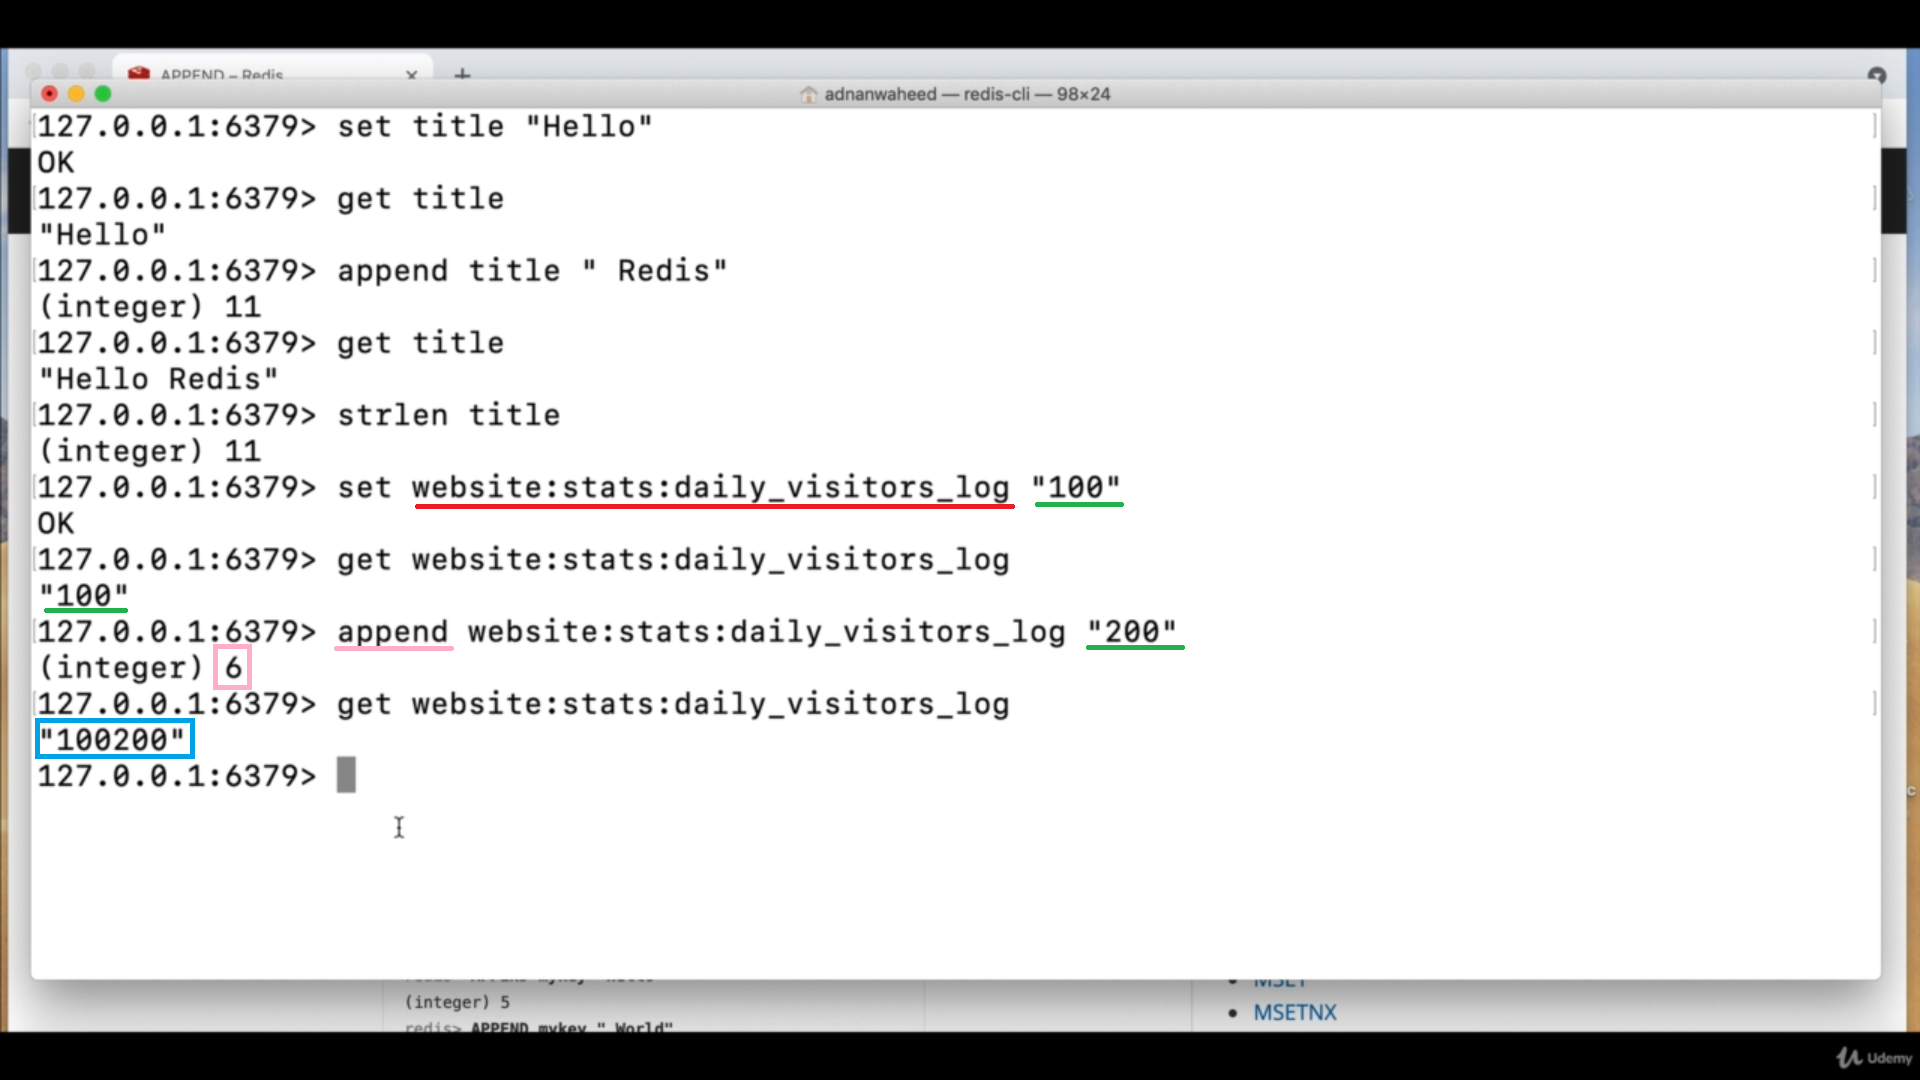 APPEND – Redis
adnanwaheed — redis-cli — 98×24
127.0.0.1:6379> set title "Hello"
OK
127.0.0.1:6379> get title
"Hello"
127.0.0.1:6379> append title " Redis"
(integer) 11
127.0.0.1:6379> get title
"Hello Redis"
127.0.0.1:6379> strlen title
(integer) 11
127.0.0.1:6379> set website:stats:daily_visitors_log "100"
OK
127.0.0.1:6379> get website:stats:daily_visitors_log
"100"
127.0.0.1:6379> append website:stats:daily_visitors_log "200"
(integer) 6
127.0.0.1:6379> get website:stats:daily_visitors_log
"100200"
127.0.0.1:6379>
MSET
(integer) 5
MSETNX
redis> APPEND mykey " World"
Udemy